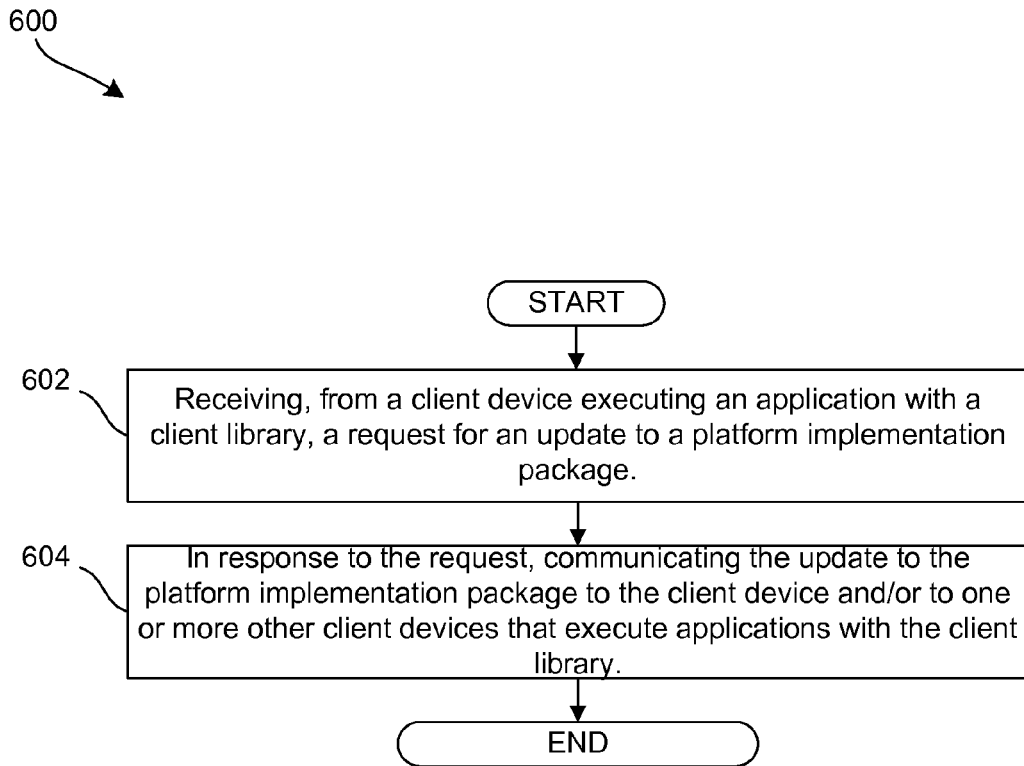 600
START
602
Receiving, from a client device executing an application with a
client library, a request for an update to a platform implementation
package.
604
In response to the request, communicating the update to the
platform implementation package to the client device and/or to one
or more other client devices that execute applications with the client
library.
END